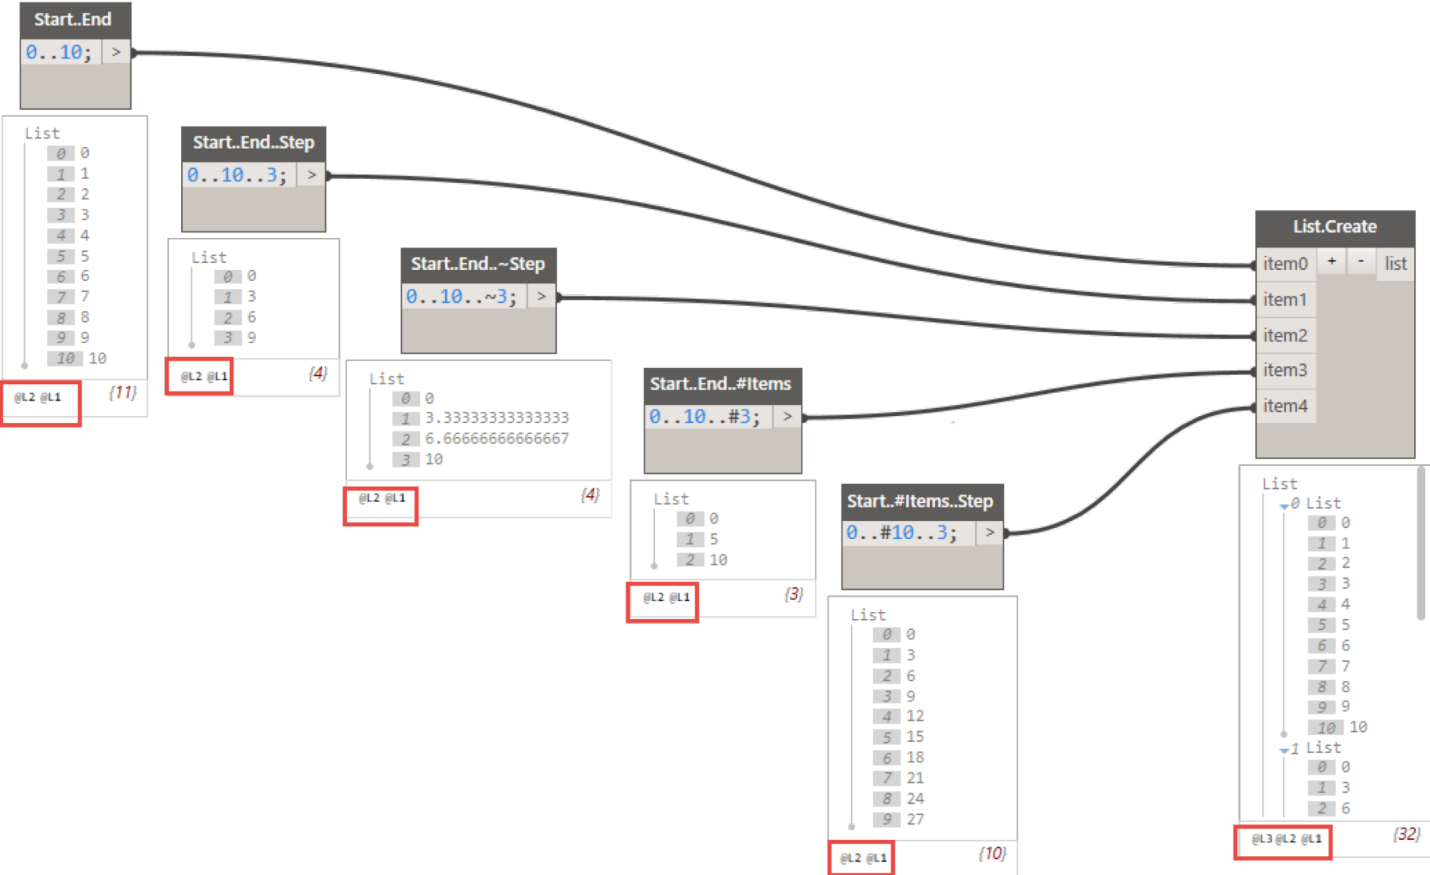 Start..End
0..10; >
List
0 0
1 1
2 2
3 3
4 4
5 5
6 6
7 7
8 8
9 9
10 10
@L2 @L1 {11}
Start..End..Step
0..10..3; >
List
0 0
1 3
2 6
3 9
@L2 @L1 {4}
Start..End..~Step
0..10..~3; >
List
0 0
1 3.33333333333333
2 6.66666666666667
3 10
@L2 @L1 {4}
Start..End..#Items
0..10..#3; >
List
0 0
1 5
2 10
@L2 @L1 {3}
Start..#Items..Step
0..#10..3; >
List
0 0
1 3
2 6
3 9
4 12
5 15
6 18
7 21
8 24
9 27
@L2 @L1 {10}
List.Create
item0 + - list
item1
item2
item3
item4
List
0 List
0 0
1 1
2 2
3 3
4 4
5 5
6 6
7 7
8 8
9 9
10 10
1 List
0 0
1 3
2 6
@L3 @L2 @L1 {32}